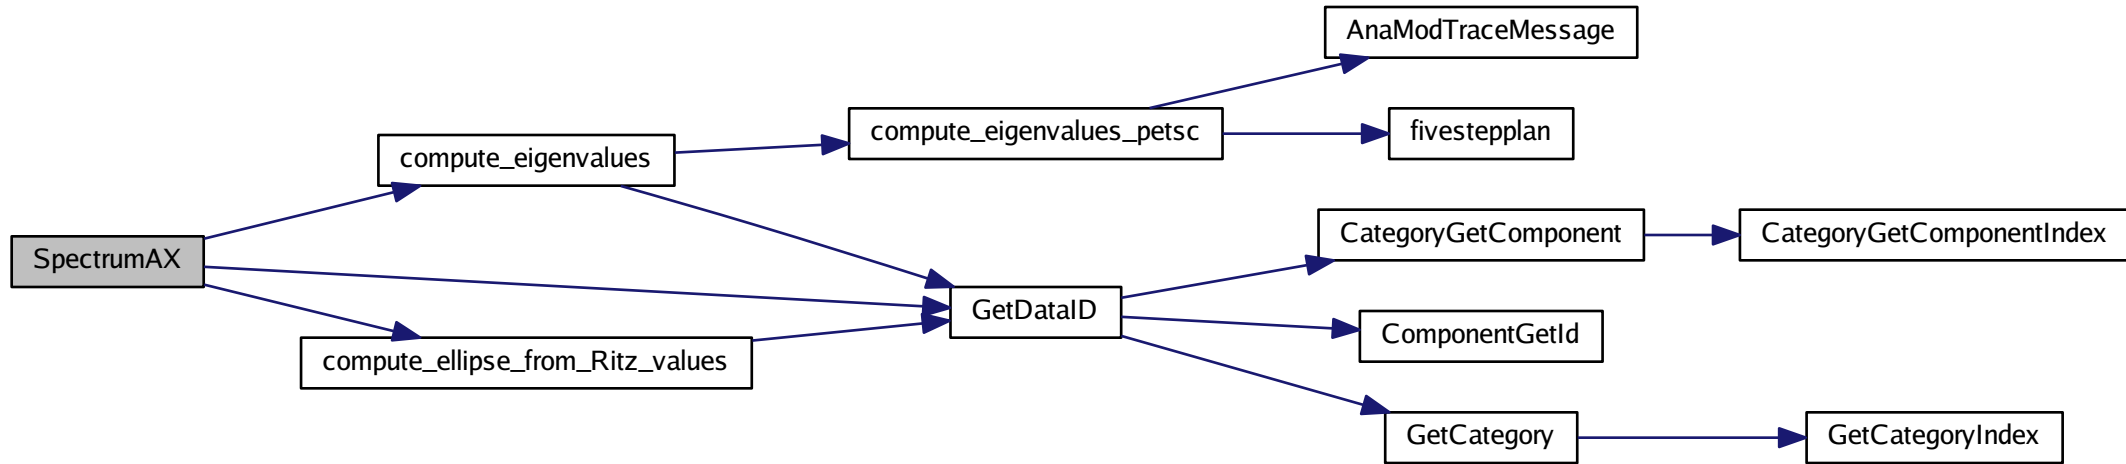 AnaModTraceMessage
compute_eigenvalues_petsc
fivestepplan
compute_eigenvalues
CategoryGetComponent
CategoryGetComponentIndex
SpectrumAX
GetDataID
ComponentGetId
compute_ellipse_from_Ritz_values
GetCategory
GetCategoryIndex